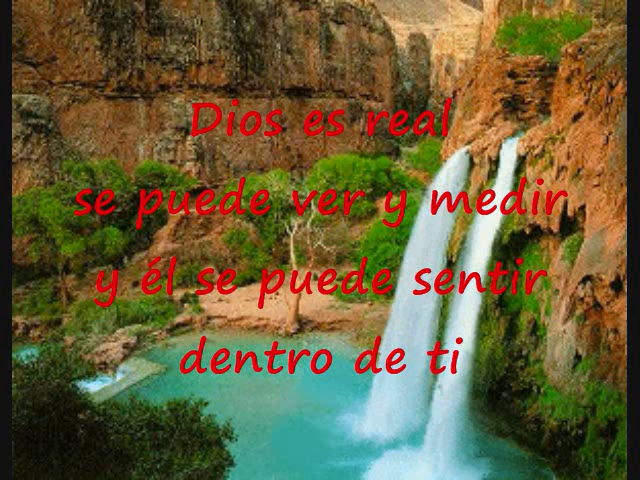 Dios es real
se puede ver y medir
y él se puede sentir
dentro de ti